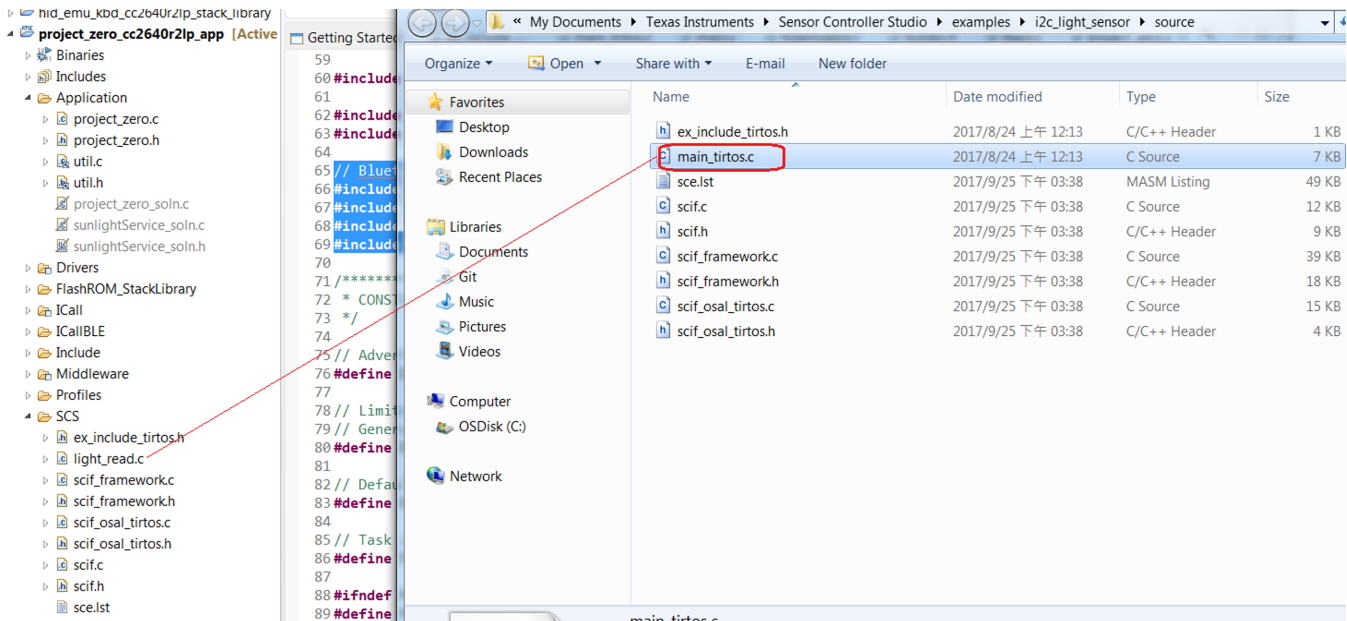 hid_emu_kbd_cc2640r2lp_stack_library
project_zero_cc2640r2lp_app [Active
Binaries
Includes
Application
project_zero.c
project_zero.h
util.c
util.h
project_zero_soln.c
sunlightService_soln.c
sunlightService_soln.h
Drivers
FlashROM_StackLibrary
ICall
ICallBLE
Include
Middleware
Profiles
SCS
ex_include_tirtos.h
light_read.c
scif_framework.c
scif_framework.h
scif_osal_tirtos.c
scif_osal_tirtos.h
scif.c
scif.h
sce.lst
Getting Started
59
60 #include
61
62 #include
63 #include
64
65 // Bluet
66 #include
67 #include
68 #include
69 #include
70
71 /*******
72 * CONST
73 */
74
75 // Adver
76 #define
77
78 // Limit
79 // Gener
80 #define
81
82 // Defau
83 #define
84
85 // Task
86 #define
87
88 #ifndef
89 #define
« My Documents Texas Instruments Sensor Controller Studio examples i2c_light_sensor source
Organize Open Share with E-mail New folder
Favorites
Desktop
Downloads
Recent Places
Libraries
Documents
Git
Music
Pictures
Videos
Computer
OSDisk (C:)
Network
Name Date modified Type Size
ex_include_tirtos.h 2017/8/24 上午 12:13 C/C++ Header 1 KB
main_tirtos.c 2017/8/24 上午 12:13 C Source 7 KB
sce.lst 2017/9/25 下午 03:38 MASM Listing 49 KB
scif.c 2017/9/25 下午 03:38 C Source 12 KB
scif.h 2017/9/25 下午 03:38 C/C++ Header 9 KB
scif_framework.c 2017/9/25 下午 03:38 C Source 39 KB
scif_framework.h 2017/9/25 下午 03:38 C/C++ Header 18 KB
scif_osal_tirtos.c 2017/9/25 下午 03:38 C Source 15 KB
scif_osal_tirtos.h 2017/9/25 下午 03:38 C/C++ Header 4 KB
main_tirtos.c